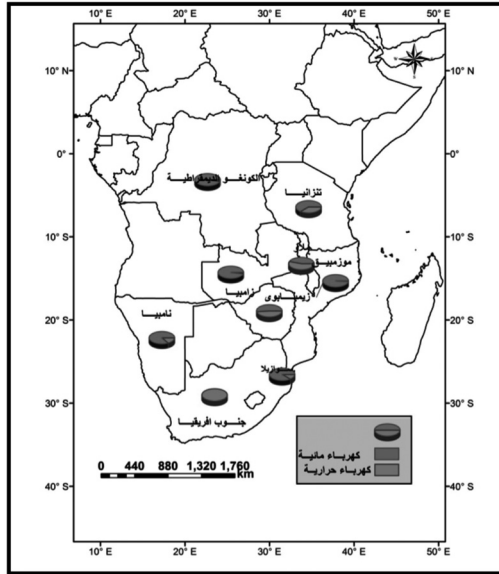 10° E 20° E 30° E 40° E 50° E
10° N 10° N
0° 0°
الكونغو الديمقراطية
تنزانيا
10° S 10° S
موزمبيق
زامبيا
زيمبابوى
ناميبيا
20° S 20° S
جنوب افريقيا
30° S 30° S
كهرباء مائية
كهرباء حرارية
0 440 880 1,320 1,760
km
40° S 40° S
10° E 20° E 30° E 40° E 50° E